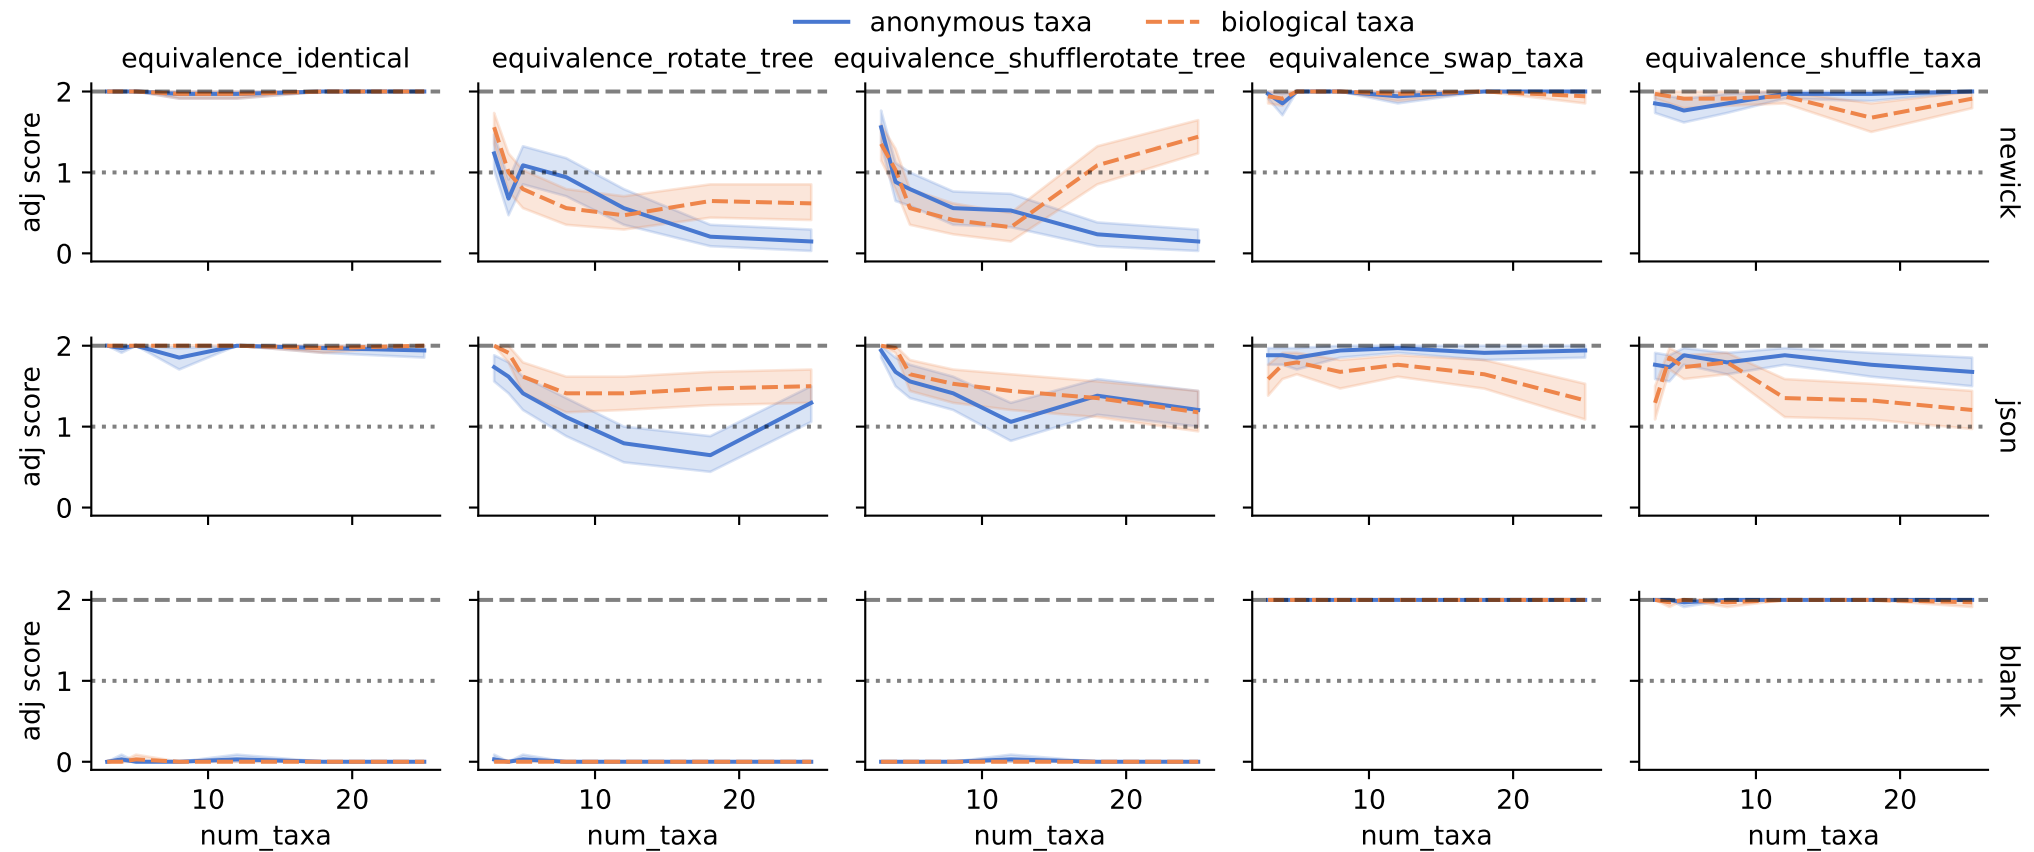 anonymous taxa biological taxa
equivalence_identical equivalence_rotate_tree equivalence_shufflerotate_tree equivalence_swap_taxa equivalence_shuffle_taxa
2
1
0
adj score
newick
2
1
0
adj score
json
2
1
0
adj score
blank
10 20 10 20 10 20 10 20 10 20
num_taxa num_taxa num_taxa num_taxa num_taxa